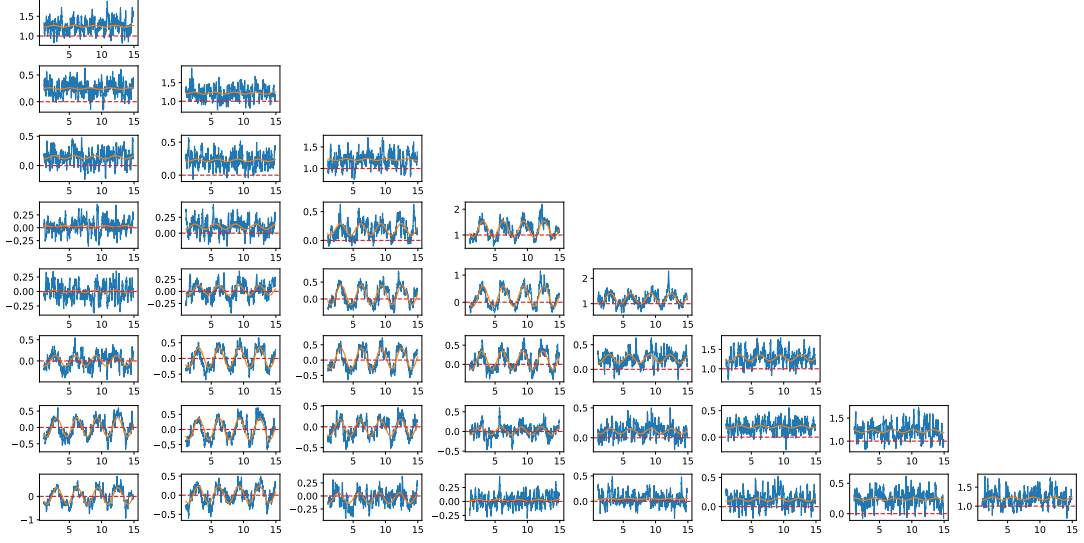 1.5
1.0
5 10 15
0.5 1.5
0.0 1.0
5 10 15 5 10 15
0.5 0.5 1.5
0.0 0.0 1.0
5 10 15 5 10 15 5 10 15
0.25 0.25 0.5 2
0.00 0.00 0.0 1
−0.25
5 10 15 5 10 15 5 10 15 5 10 15
0.25 0.25 0.5 1 2
0.00 0.00 0.0 0 1
−0.25 −0.25
5 10 15 5 10 15 5 10 15 5 10 15 5 10 15
0.5 0.5 0.5 0.5 0.5 1.5
0.0 0.0 0.0 0.0 0.0 1.0
−0.5 −0.5 −0.5
5 10 15 5 10 15 5 10 15 5 10 15 5 10 15 5 10 15
0.5 0.5 0.5 0.5 0.5 0.5 1.5
0.0 0.0 0.0 0.0 0.0 0.0 1.0
−0.5 −0.5 −0.5 −0.5
5 10 15 5 10 15 5 10 15 5 10 15 5 10 15 5 10 15 5 10 15
0 0.5 0.25 0.25 0.5 0.5 0.5 1.5
−1 0.0 0.00 0.00 0.0 0.0 0.0 1.0
−0.5 −0.25 −0.25
5 10 15 5 10 15 5 10 15 5 10 15 5 10 15 5 10 15 5 10 15 5 10 15